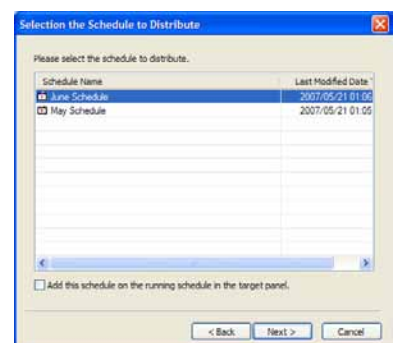 Selection the Schedule to Distribute
Please select the schedule to distribute.
Schedule Name Last Modified Date
June Schedule 2007/05/21 01:06
May Schedule 2007/05/21 01:05
Add this schedule on the running schedule in the target panel.
< Back Next > Cancel